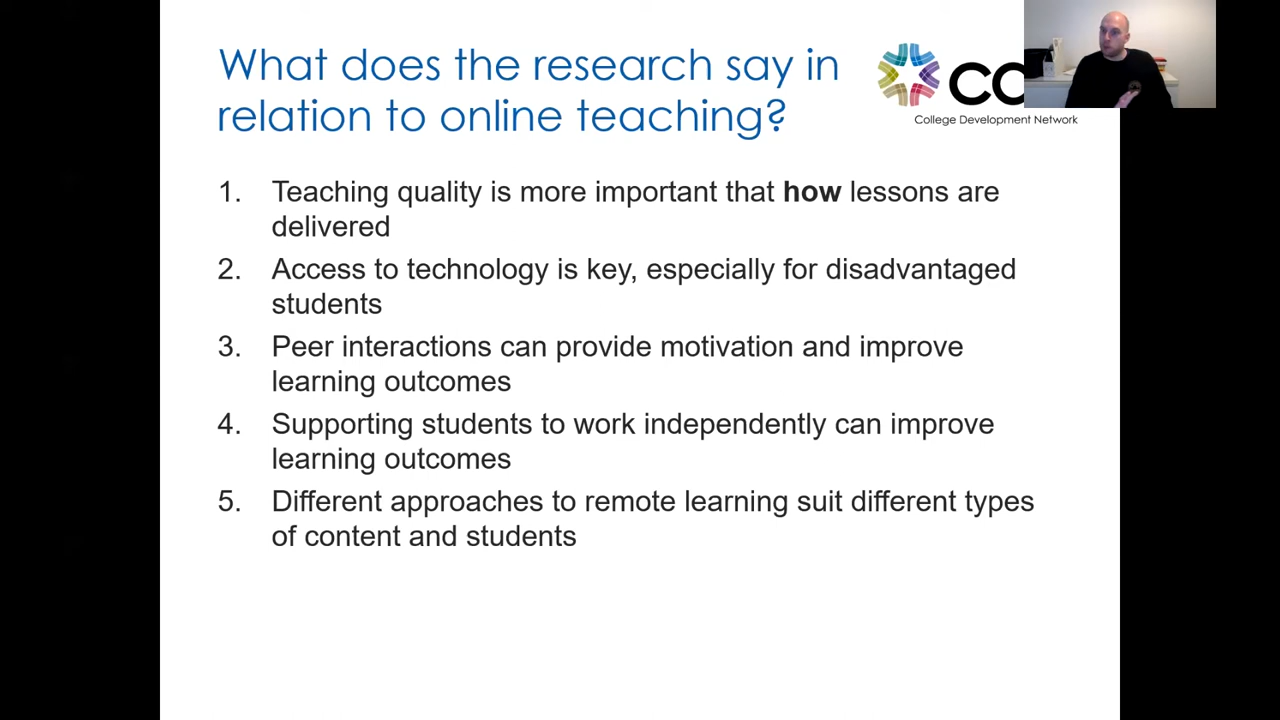 What does the research say in
relation to online teaching?
College Development Network
1. Teaching quality is more important that how lessons are
delivered
2. Access to technology is key, especially for disadvantaged
students
3. Peer interactions can provide motivation and improve
learning outcomes
4. Supporting students to work independently can improve
learning outcomes
5. Different approaches to remote learning suit different types
of content and students